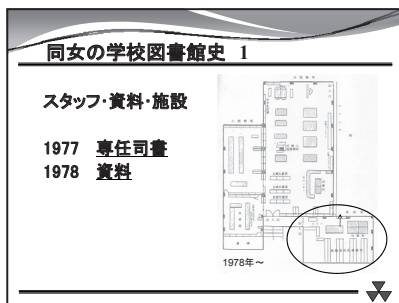 同女の学校図書館史 1
スタッフ・資料・施設
1977 専任司書
1978 資料
1978年~